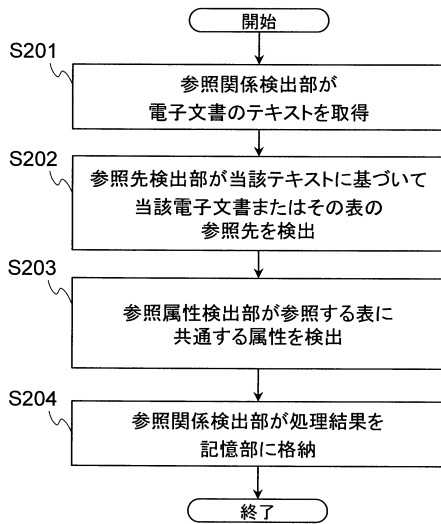 開始
S201
参照関係検出部が
電子文書のテキストを取得
S202
参照先検出部が当該テキストに基づいて
当該電子文書またはその表の
参照先を検出
S203
参照属性検出部が参照する表に
共通する属性を検出
S204
参照関係検出部が処理結果を
記憶部に格納
終了